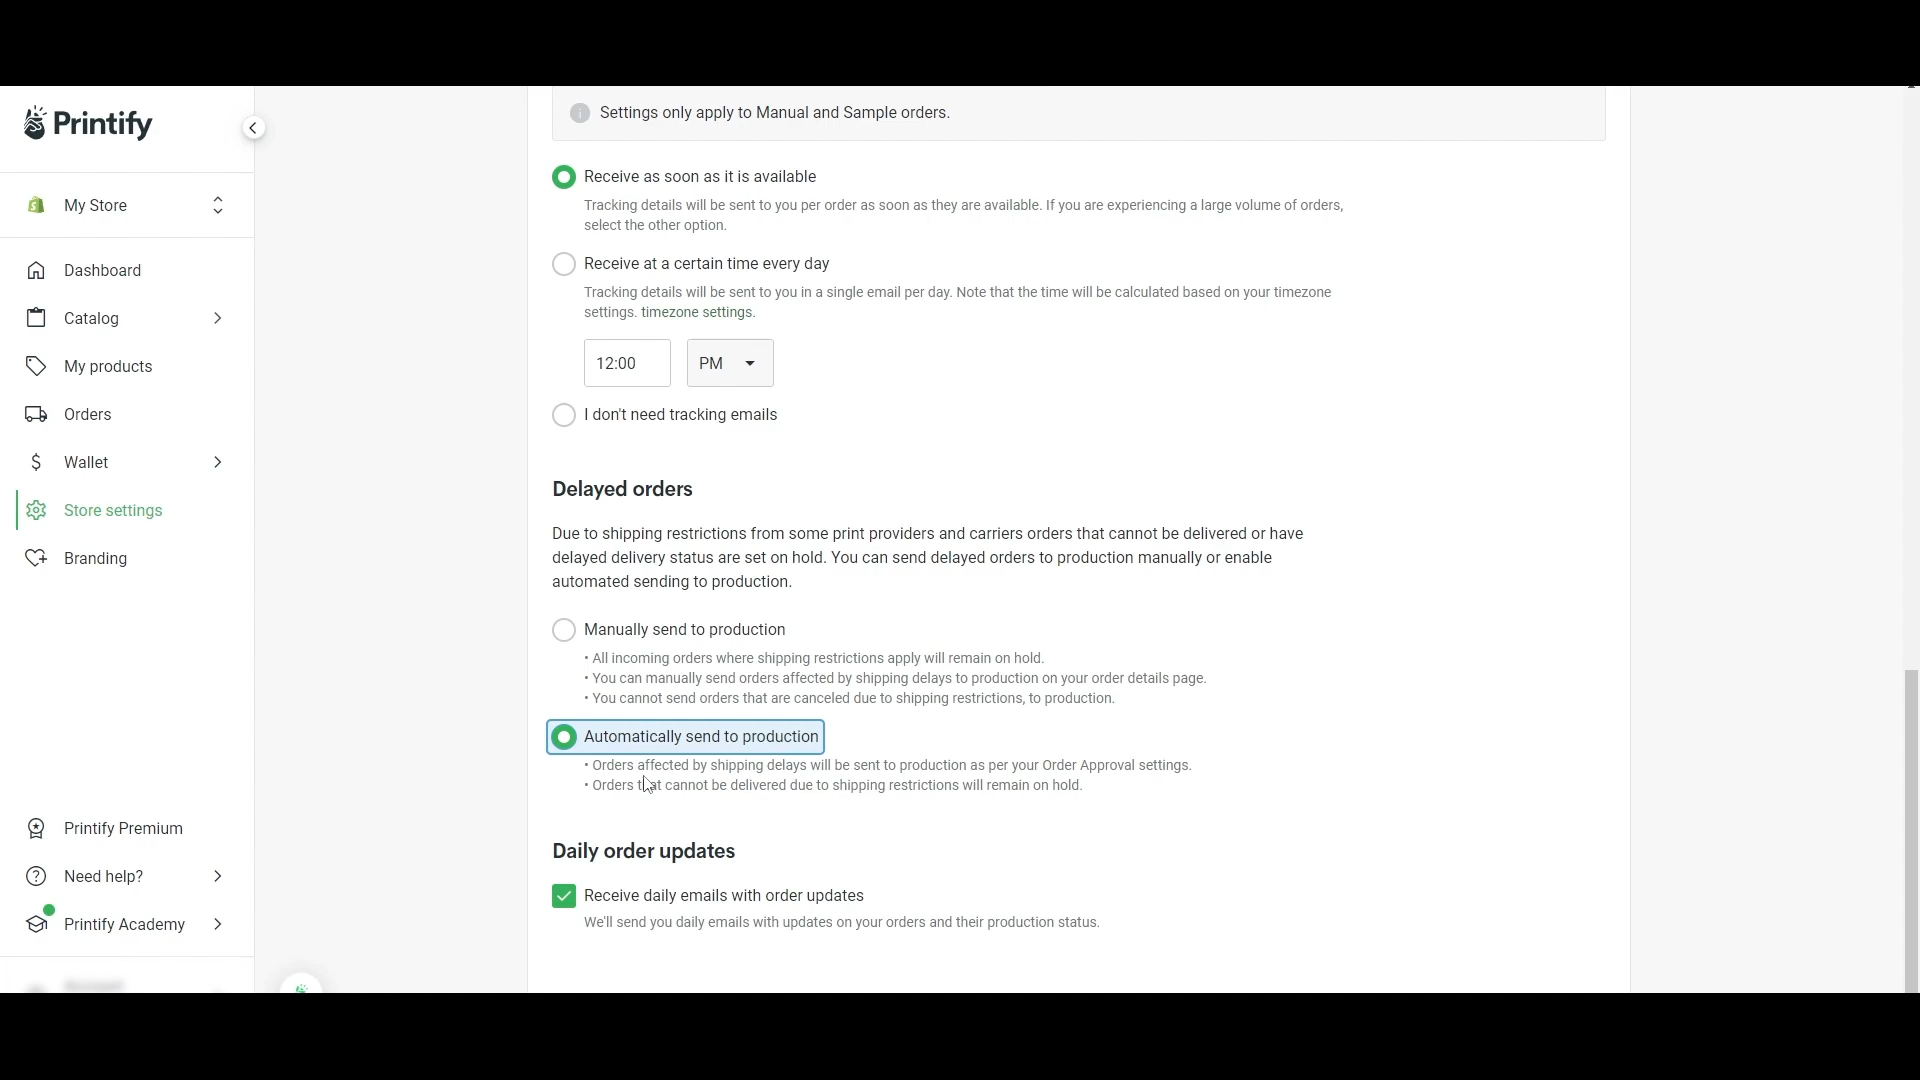 Printify
My Store
Dashboard
Catalog
My products
Orders
Wallet
Store settings
Branding
Printify Premium
Need help?
Printify Academy
Settings only apply to Manual and Sample orders.
Receive as soon as it is available
Tracking details will be sent to you per order as soon as they are available. If you are experiencing a large volume of orders,
select the other option.
Receive at a certain time every day
Tracking details will be sent to you in a single email per day. Note that the time will be calculated based on your timezone
settings. timezone settings.
12:00 PM
I don't need tracking emails
Delayed orders
Due to shipping restrictions from some print providers and carriers orders that cannot be delivered or have
delayed delivery status are set on hold. You can send delayed orders to production manually or enable
automated sending to production.
Manually send to production
• All incoming orders where shipping restrictions apply will remain on hold.
• You can manually send orders affected by shipping delays to production on your order details page.
• You cannot send orders that are canceled due to shipping restrictions, to production.
Automatically send to production
• Orders affected by shipping delays will be sent to production as per your Order Approval settings.
• Orders that cannot be delivered due to shipping restrictions will remain on hold.
Daily order updates
Receive daily emails with order updates
We'll send you daily emails with updates on your orders and their production status.